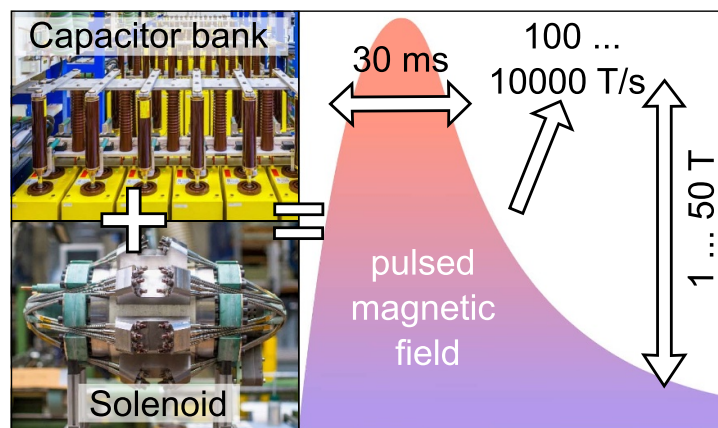 Capacitor bank
Solenoid
30 ms
100 ...
10000 T/s
1 ... 50 T
pulsed
magnetic
field